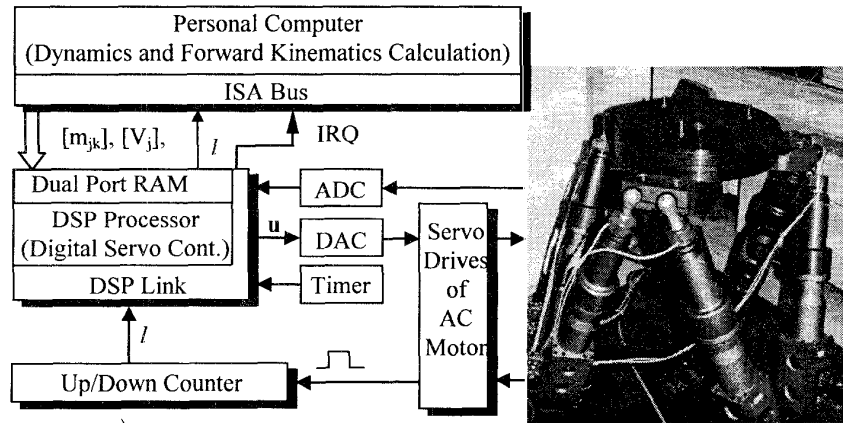 Personal Computer
(Dynamics and Forward Kinematics Calculation)
ISA Bus
[m_jk], [V_j],
l
IRQ
Dual Port RAM
ADC
DSP Processor
(Digital Servo Cont.)
u
DAC
Servo
Drives
of
AC
Moton
DSP Link
Timer
l
Up/Down Counter